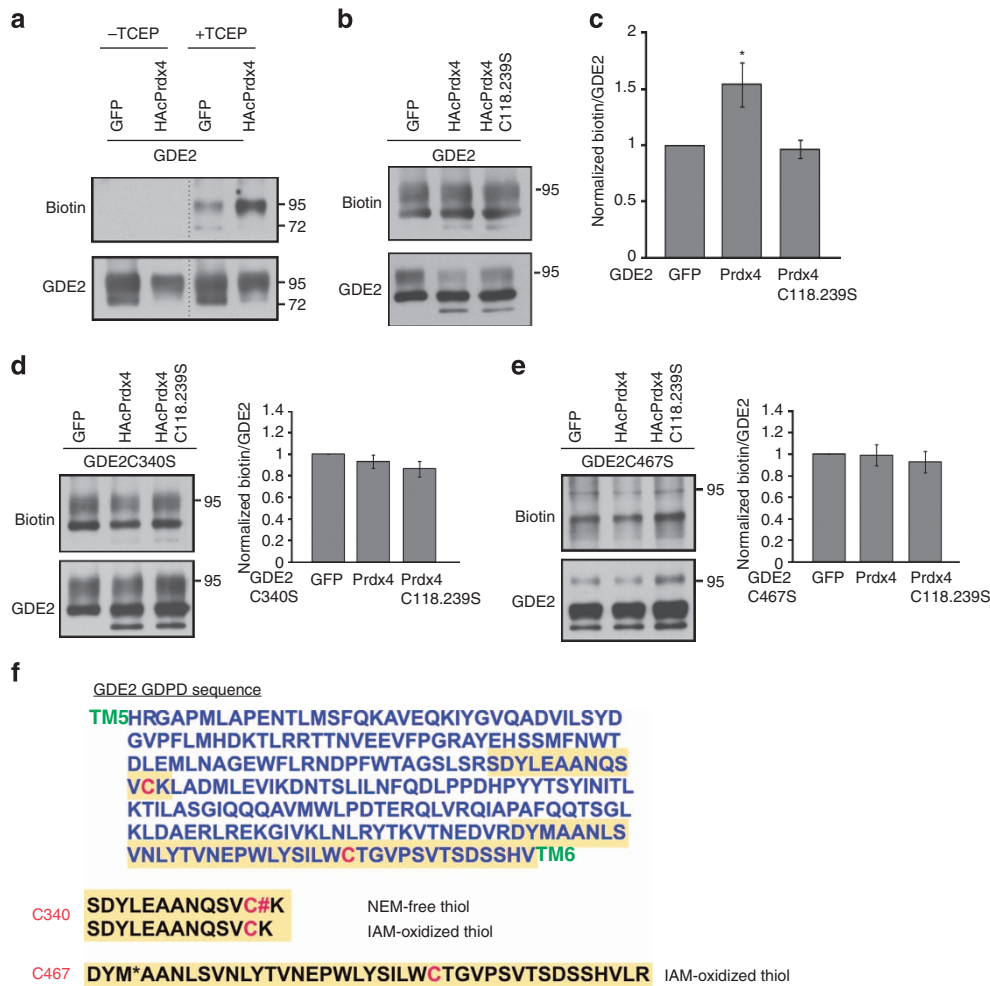 a
–TCEP +TCEP
GFP
HAcPrdx4
GFP
HAcPrdx4
GDE2
Biotin
95
72
GDE2
95
72
b
GFP
HAcPrdx4
HAcPrdx4
C118.239S
GDE2
Biotin
95
GDE2
95
c
Normalized biotin/GDE2
2
1.5
1
0.5
0
*
GDE2 GFP Prdx4 Prdx4
C118.239S
d
GFP
HAcPrdx4
HAcPrdx4
C118.239S
GDE2C340S
Biotin
95
GDE2
95
Normalized biotin/GDE2
1.4
1.2
1
0.8
0.6
0.4
0.2
0
GDE2 GFP Prdx4 Prdx4
C340S C118.239S
e
GFP
HAcPrdx4
HAcPrdx4
C118.239S
GDE2C467S
Biotin
95
GDE2
95
Normalized biotin/GDE2
1.4
1.2
1
0.8
0.6
0.4
0.2
0
GDE2 GFP Prdx4 Prdx4
C467S C118.239S
f
GDE2 GDPD sequence
TM5HRGAPMLAPENTLMSFQKAVEQKIYGVQADVILSYD
GVPFLMHDKTLRRTTNVEEVFPGRAYEHSSMFNWT
DLEMLNAGEWFLRNDPFWTAGSLSRSDYLEAANQS
VCKLADMLEVIKDNTSLILNFQDLPPDHPYYTSYINITL
KTILASGIQQQAVMWLPDTERQLVRQIAPAFQQTSGL
KLDAERLREKGIVKLNLRYTKVTNEDVRDYMAANLS
VNLYTVNEPWLYSILWCTGVPSVTSDSSHVTM6
C340
SDYLEAANQSVC#K NEM-free thiol
SDYLEAANQSVCK IAM-oxidized thiol
C467 DYM*AANLSVNLYTVNEPWLYSILWCTGVPSVTSDSSHVLR IAM-oxidized thiol